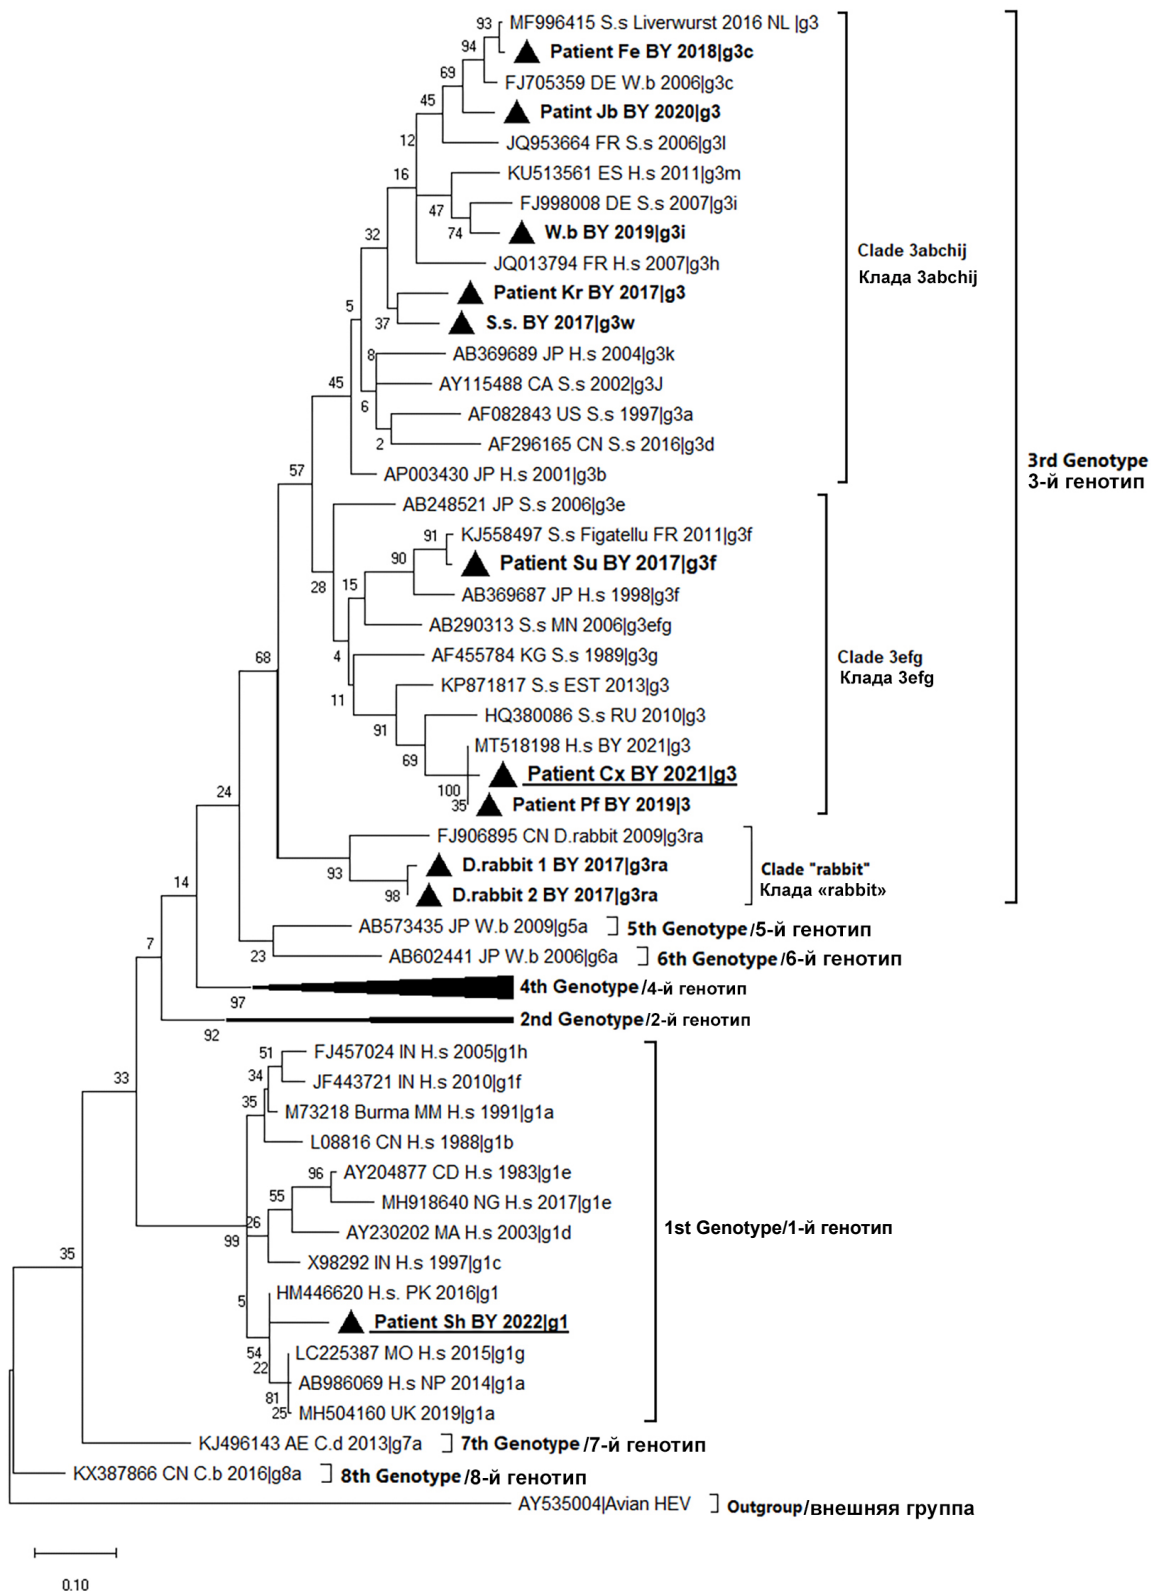 93 MF996415 S.s Liverwurst 2016 NL |g3
94 Patient Fe BY 2018|g3c
69 FJ705359 DE W.b 2006|g3c
45 Patint Jb BY 2020|g3
12 JQ953664 FR S.s 2006|g3l
16 KU513561 ES H.s 2011|g3m
47 FJ998008 DE S.s 2007|g3i
74 W.b BY 2019|g3i
32
Clade 3abchij
Клада 3abchij
JQ013794 FR H.s 2007|g3h
Patient Kr BY 2017|g3
5
37 S.s. BY 2017|g3w
8 AB369689 JP H.s 2004|g3k
45 AY115488 CA S.s 2002|g3J
6 AF082843 US S.s 1997|g3a
2 AF296165 CN S.s 2016|g3d
57 AP003430 JP H.s 2001|g3b
3rd Genotype
3-й генотип
AB248521 JP S.s 2006|g3e
91 KJ558497 S.s Figatellu FR 2011|g3f
90 Patient Su BY 2017|g3f
28 15 AB369687 JP H.s 1998|g3f
AB290313 S.s MN 2006|g3efg
68 4 AF455784 KG S.s 1989|g3g
Clade 3efg
Клада 3efg
11 KP871817 S.s EST 2013|g3
91 HQ380086 S.s RU 2010|g3
69 MT518198 H.s BY 2021|g3
Patient Cx BY 2021|g3
100
24 35 Patient Pf BY 2019|3
FJ906895 CN D.rabbit 2009|g3ra
93 D.rabbit 1 BY 2017|g3ra
Clade "rabbit"
Клада «rabbit»
14 98 D.rabbit 2 BY 2017|g3ra
AB573435 JP W.b 2009|g5a 5th Genotype/5-й генотип
7 23 AB602441 JP W.b 2006|g6a 6th Genotype/6-й генотип
97 4th Genotype/4-й генотип
92 2nd Genotype/2-й генотип
51 FJ457024 IN H.s 2005|g1h
33 34 JF443721 IN H.s 2010|g1f
35 M73218 Burma MM H.s 1991|g1a
L08816 CN H.s 1988|g1b
96 AY204877 CD H.s 1983|g1e
55 MH918640 NG H.s 2017|g1e
26
99 AY230202 MA H.s 2003|g1d
1st Genotype/1-й генотип
35 X98292 IN H.s 1997|g1c
5 HM446620 H.s. PK 2016|g1
Patient Sh BY 2022|g1
54 LC225387 MO H.s 2015|g1g
22 AB986069 H.s NP 2014|g1a
81
25 MH504160 UK 2019|g1a
KJ496143 AE C.d 2013|g7a 7th Genotype/7-й генотип
KX387866 CN C.b 2016|g8a 8th Genotype/8-й генотип
AY535004|Avian HEV Outgroup/внешняя группа
0.10